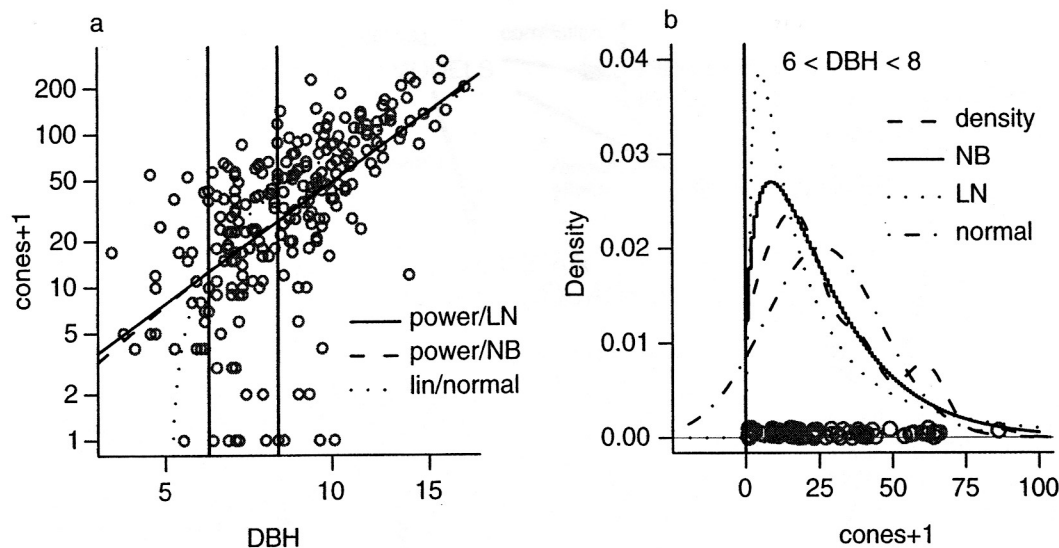 a
cones+1
200
100
50
20
10
5
2
1
power/LN
power/NB
lin/normal
5
10
15
DBH
b
6 < DBH < 8
Density
0.04
0.03
0.02
0.01
0.00
density
NB
LN
normal
0
25
50
75
100
cones+1